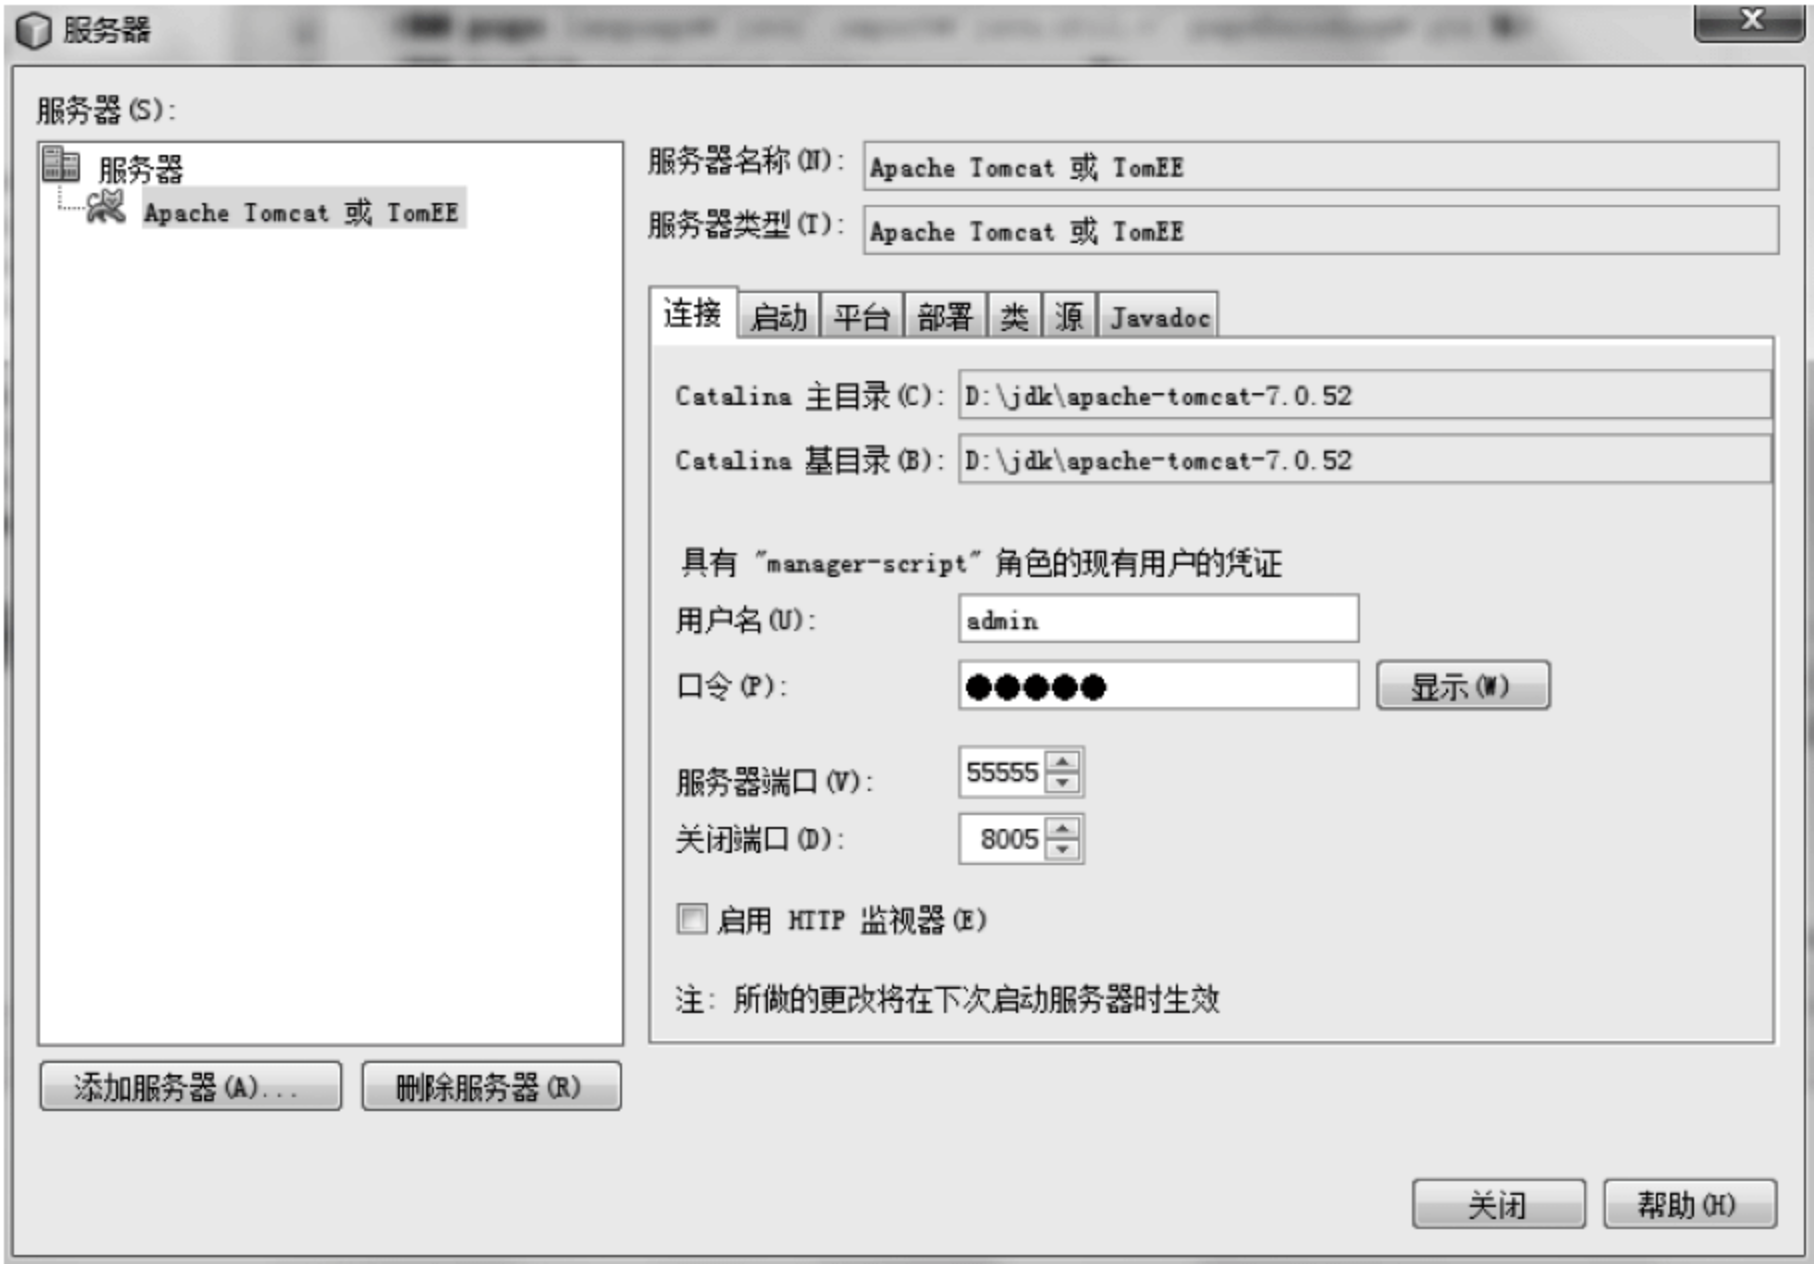 服务器
服务器(S):
服务器
Apache Tomcat 或 TomEE
服务器名称(N): Apache Tomcat 或 TomEE
服务器类型(T): Apache Tomcat 或 TomEE
连接 启动 平台 部署 类 源 Javadoc
Catalina 主目录(C): D:\jdk\apache-tomcat-7.0.52
Catalina 基目录(B): D:\jdk\apache-tomcat-7.0.52
具有 "manager-script" 角色的现有用户的凭证
用户名(U): admin
口令(P): ●●●●● 显示(W)
服务器端口(V): 55555
关闭端口(D): 8005
启用 HTTP 监视器(E)
注: 所做的更改将在下次启动服务器时生效
添加服务器(A)... 删除服务器(R)
关闭 帮助(H)